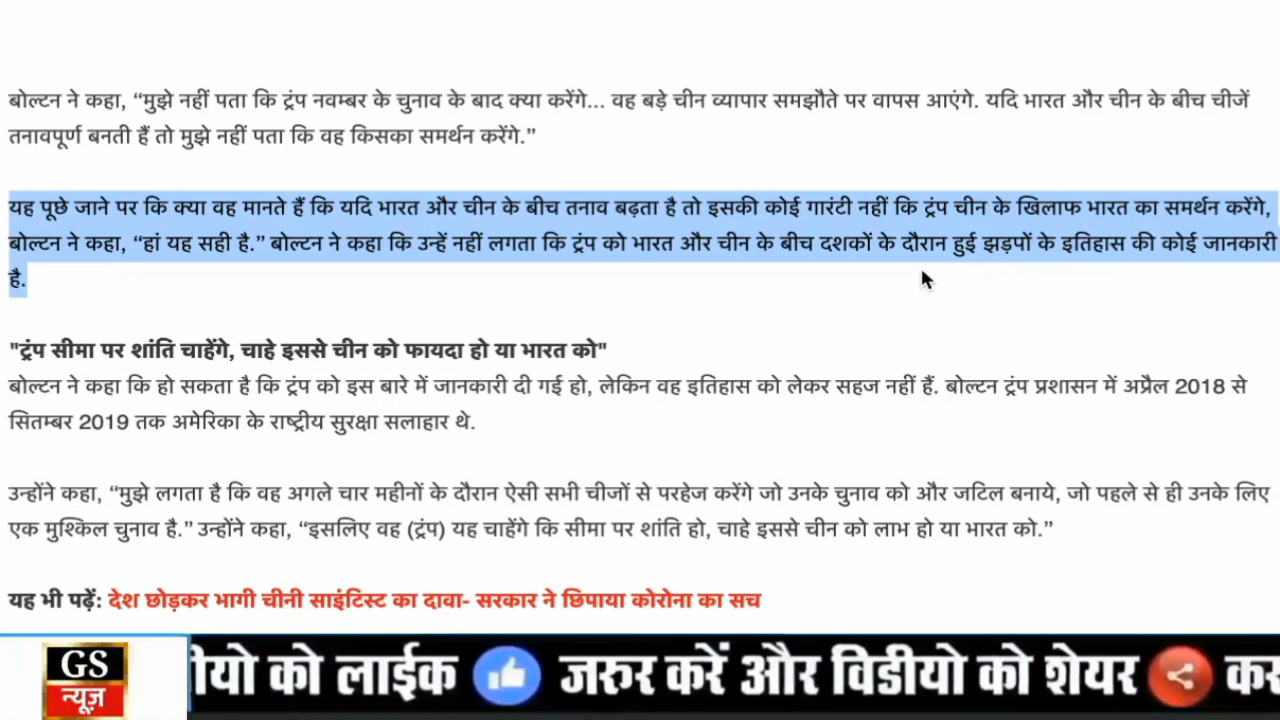 बोल्टन ने कहा, “मुझे नहीं पता कि ट्रंप नवम्बर के चुनाव के बाद क्या करेंगे... वह बड़े चीन व्यापार समझौते पर वापस आएंगे. यदि भारत और चीन के बीच चीजें
तनावपूर्ण बनती हैं तो मुझे नहीं पता कि वह किसका समर्थन करेंगे.”
यह पूछे जाने पर कि क्या वह मानते हैं कि यदि भारत और चीन के बीच तनाव बढ़ता है तो इसकी कोई गारंटी नहीं कि ट्रंप चीन के खिलाफ भारत का समर्थन करेंगे,
बोल्टन ने कहा, “हां यह सही है.” बोल्टन ने कहा कि उन्हें नहीं लगता कि ट्रंप को भारत और चीन के बीच दशकों के दौरान हुई झड़पों के इतिहास की कोई जानकारी
है.
"ट्रंप सीमा पर शांति चाहेंगे, चाहे इससे चीन को फायदा हो या भारत को"
बोल्टन ने कहा कि हो सकता है कि ट्रंप को इस बारे में जानकारी दी गई हो, लेकिन वह इतिहास को लेकर सहज नहीं हैं. बोल्टन ट्रंप प्रशासन में अप्रैल 2018 से
सितम्बर 2019 तक अमेरिका के राष्ट्रीय सुरक्षा सलाहार थे.
उन्होंने कहा, “मुझे लगता है कि वह अगले चार महीनों के दौरान ऐसी सभी चीजों से परहेज करेंगे जो उनके चुनाव को और जटिल बनाये, जो पहले से ही उनके लिए
एक मुश्किल चुनाव है.” उन्होंने कहा, “इसलिए वह (ट्रंप) यह चाहेंगे कि सीमा पर शांति हो, चाहे इससे चीन को लाभ हो या भारत को.”
यह भी पढ़ें: देश छोड़कर भागी चीनी साइंटिस्ट का दावा- सरकार ने छिपाया कोरोना का सच
GS
न्यूज़
ीयो को लाईक जरुर करें और विडीयो को शेयर कर